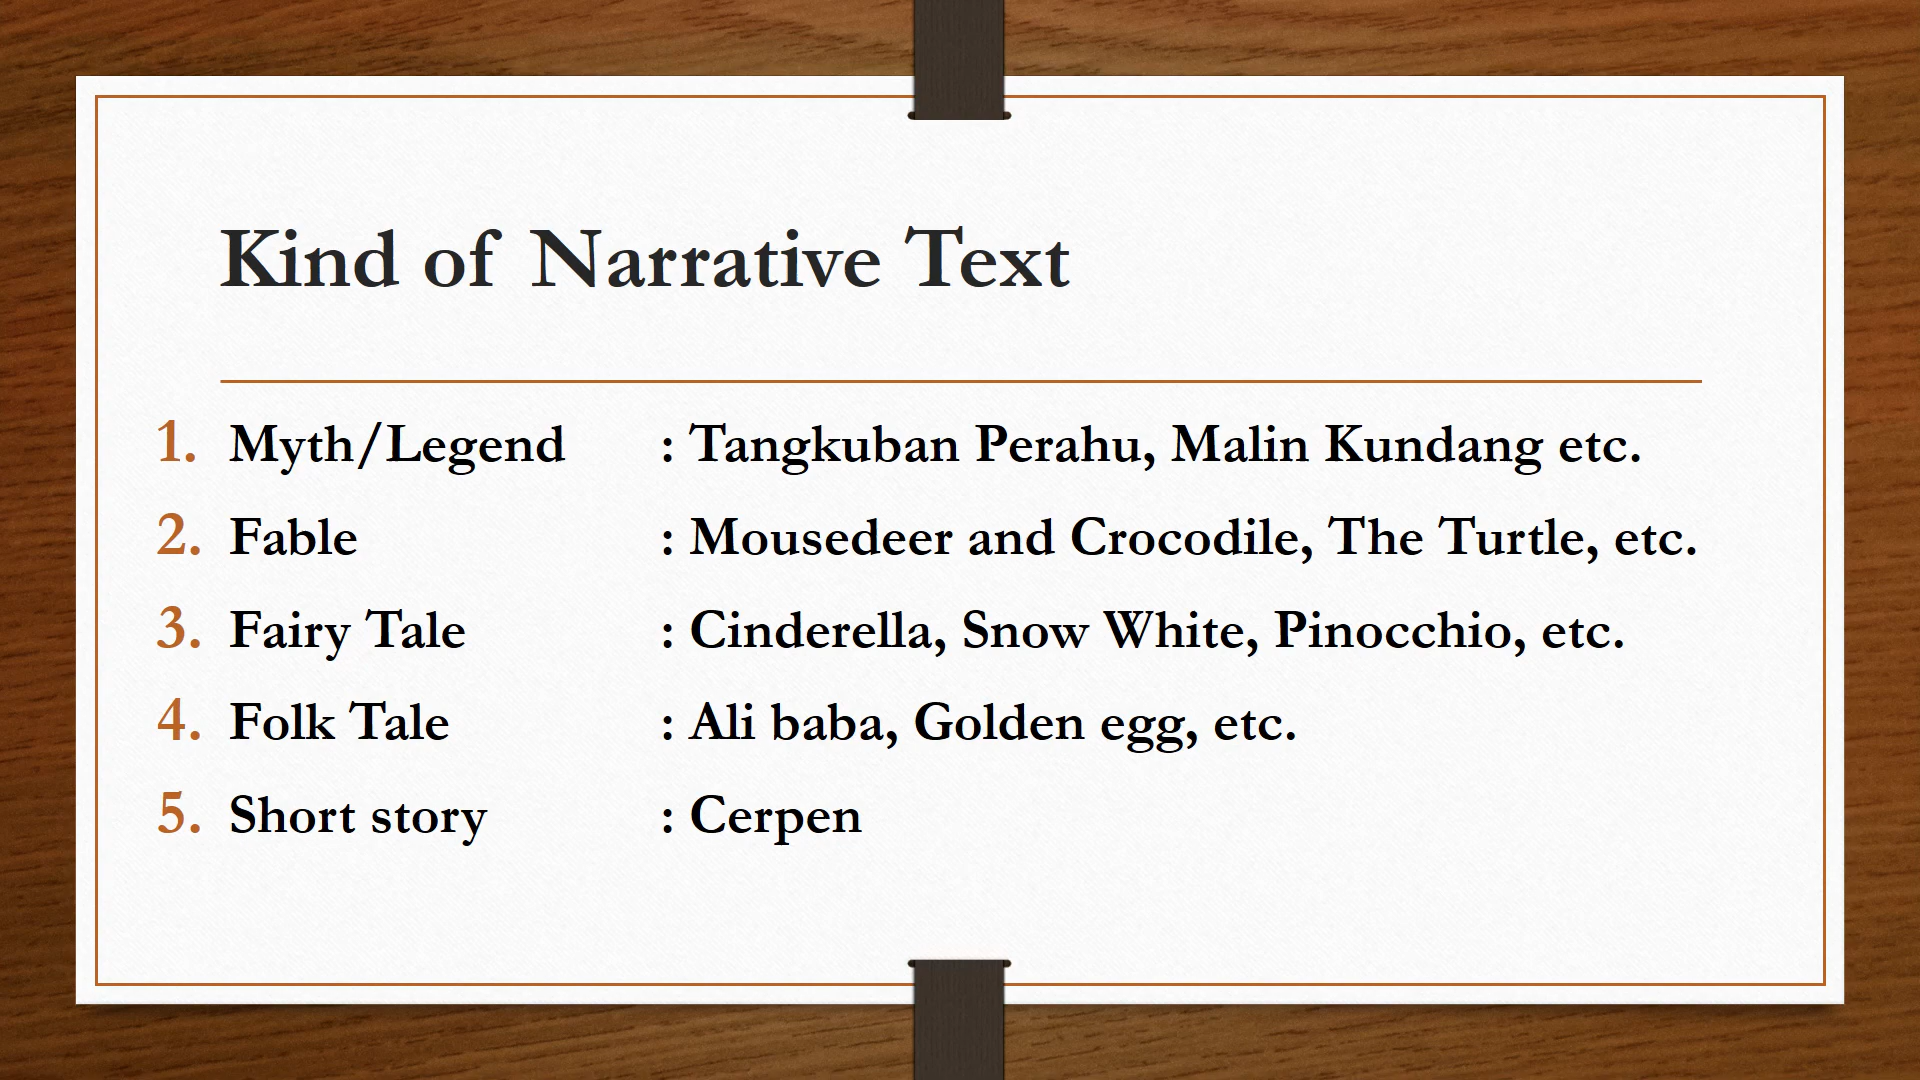 Kind of Narrative Text
1. Myth/Legend : Tangkuban Perahu, Malin Kundang etc.
2. Fable : Mousedeer and Crocodile, The Turtle, etc.
3. Fairy Tale : Cinderella, Snow White, Pinocchio, etc.
4. Folk Tale : Ali baba, Golden egg, etc.
5. Short story : Cerpen